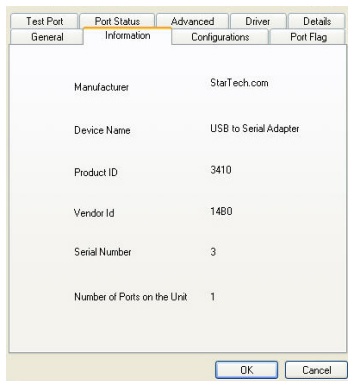 Test Port Port Status Advanced Driver Details
General Information Configurations Port Flag
Manufacturer StarTech.com
Device Name USB to Serial Adapter
Product ID 3410
Vendor Id 14B0
Serial Number 3
Number of Ports on the Unit 1
OK Cancel